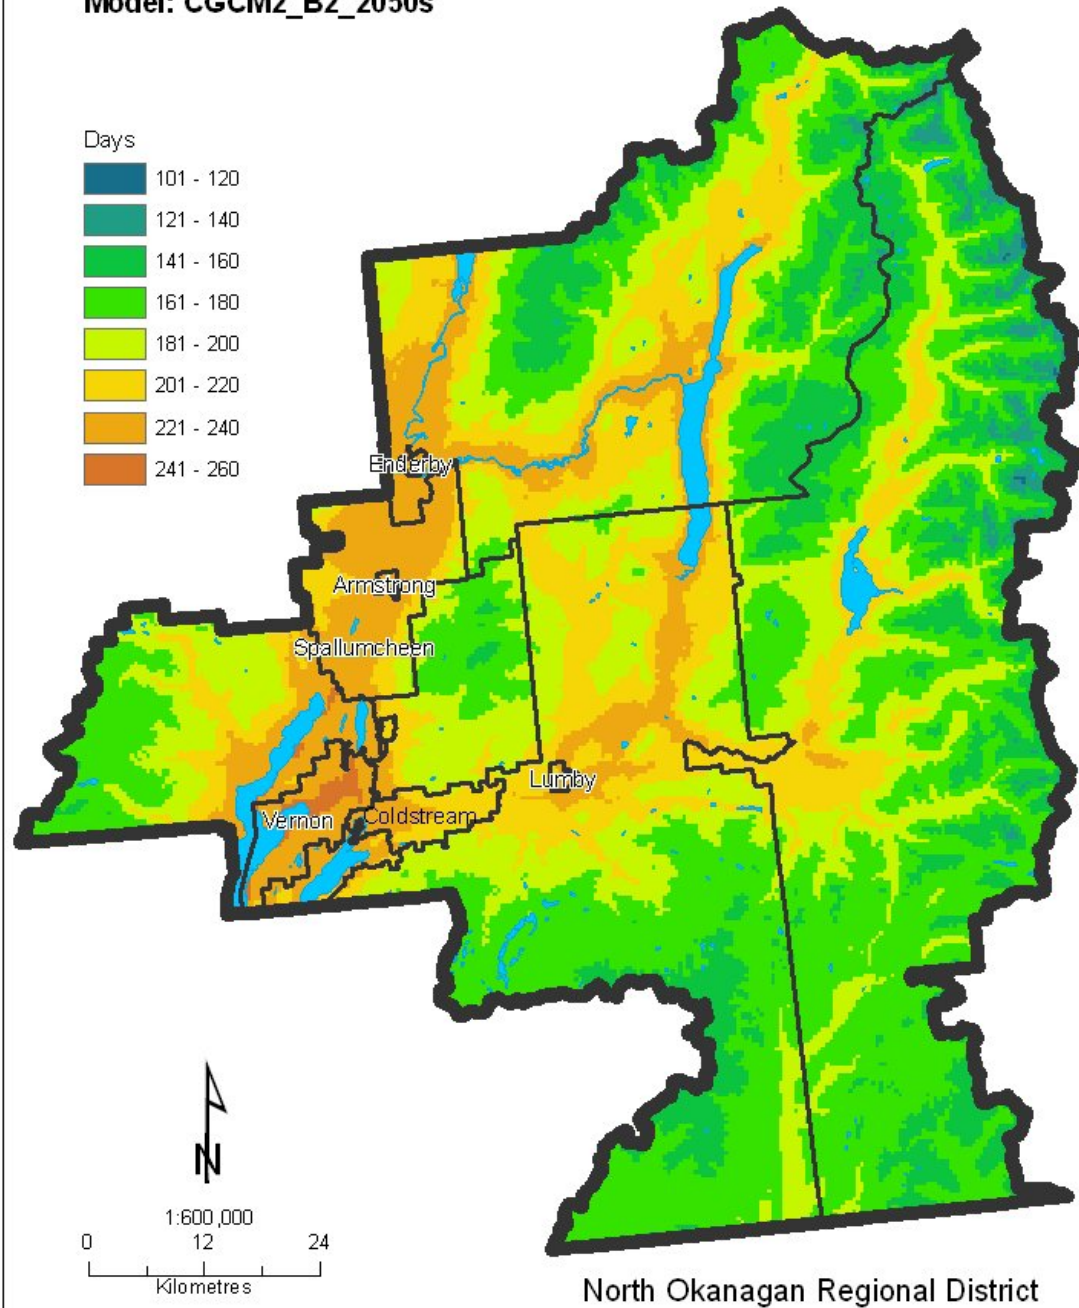 Model: CGCM2_B2_2050s
Days
101 - 120
121 - 140
141 - 160
161 - 180
181 - 200
201 - 220
221 - 240
241 - 260
Enderby
Armstrong
Spallumcheen
Lumby
Vernon
Coldstream
N
1:600,000
0 12 24
Kilometres
North Okanagan Regional District